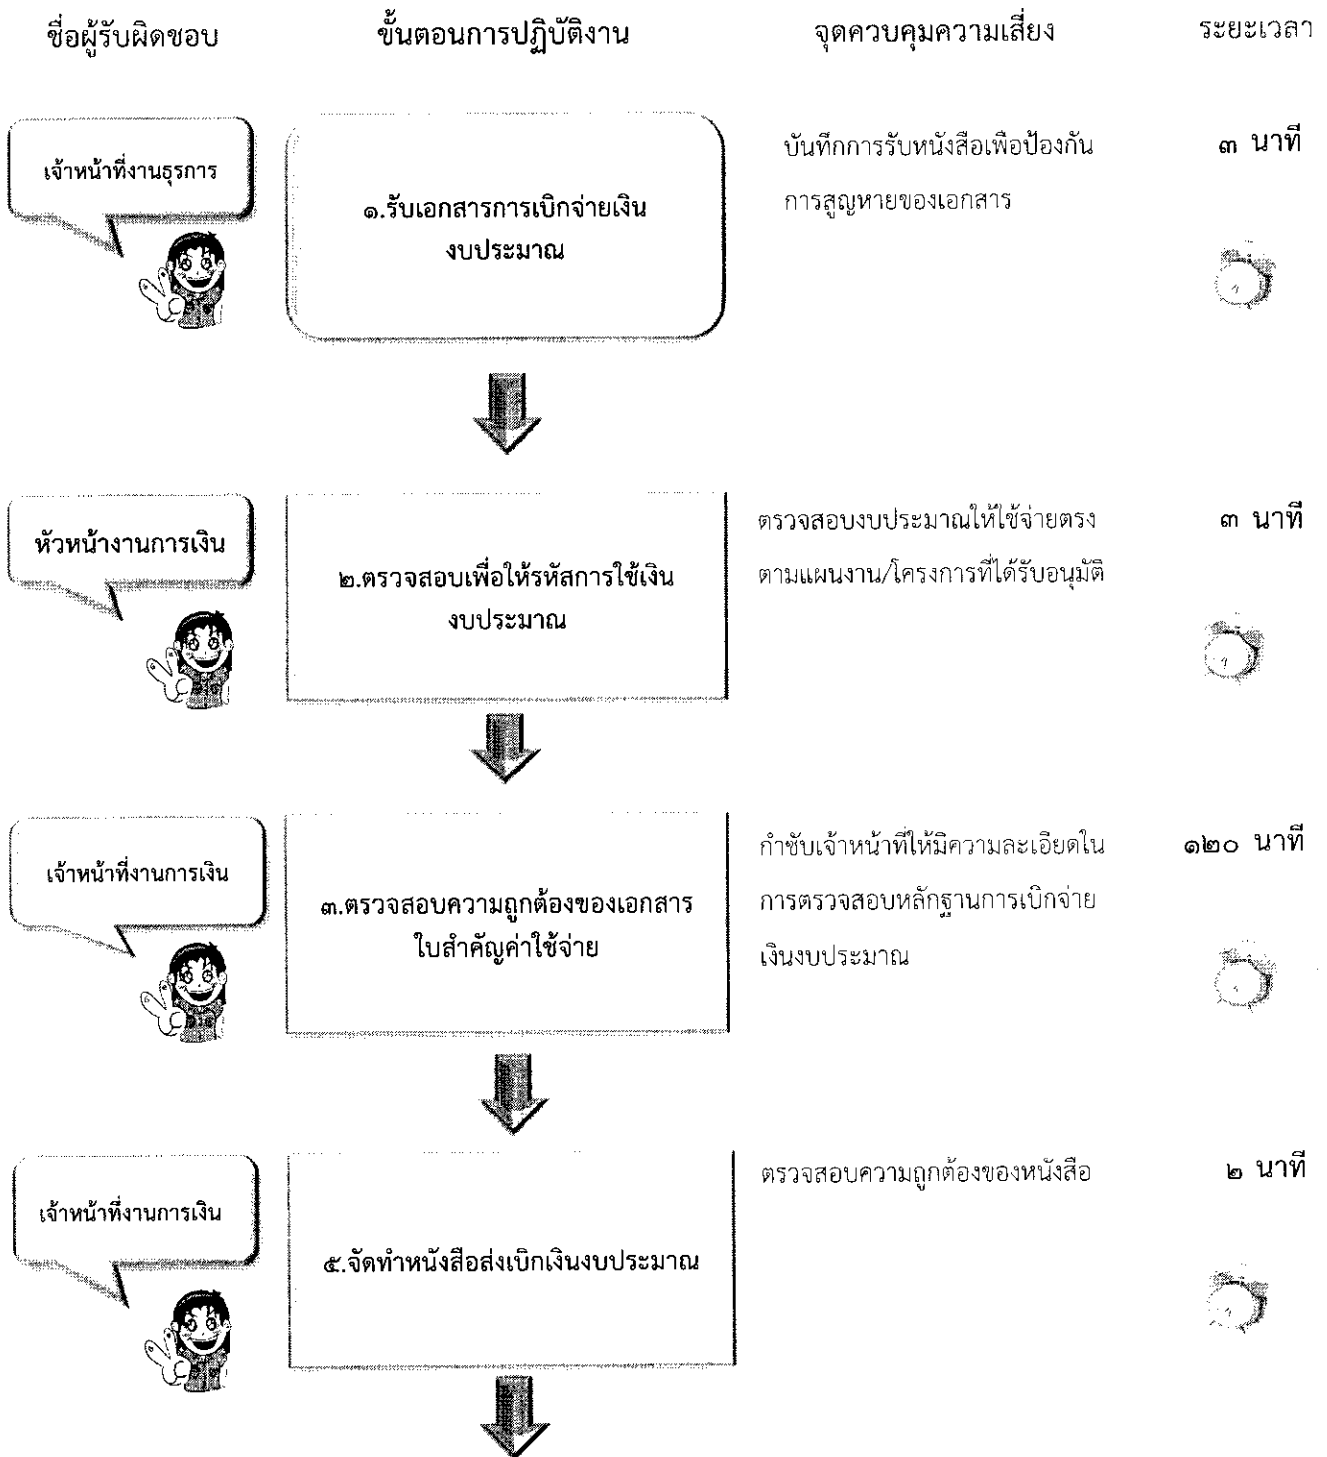 ชื่อผู้รับผิดชอบ ขั้นตอนการปฏิบัติงาน จุดควบคุมความเสี่ยง ระยะเวลา
เจ้าหน้าที่งานธุรการ
๑.รับเอกสารการเบิกจ่ายเงิน
งบประมาณ
บันทึกการรับหนังสือเพื่อป้องกัน
การสูญหายของเอกสาร
๓ นาที
หัวหน้างานการเงิน
๒.ตรวจสอบเพื่อให้รหัสการใช้เงิน
งบประมาณ
ตรวจสอบงบประมาณให้ใช้จ่ายตรง
ตามแผนงาน/โครงการที่ได้รับอนุมัติ
๓ นาที
เจ้าหน้าที่งานการเงิน
๓.ตรวจสอบความถูกต้องของเอกสาร
ใบสำคัญค่าใช้จ่าย
กำชับเจ้าหน้าที่ให้มีความละเอียดใน
การตรวจสอบหลักฐานการเบิกจ่าย
เงินงบประมาณ
๑๒๐ นาที
เจ้าหน้าที่งานการเงิน
๕.จัดทำหนังสือส่งเบิกเงินงบประมาณ
ตรวจสอบความถูกต้องของหนังสือ
๒ นาที